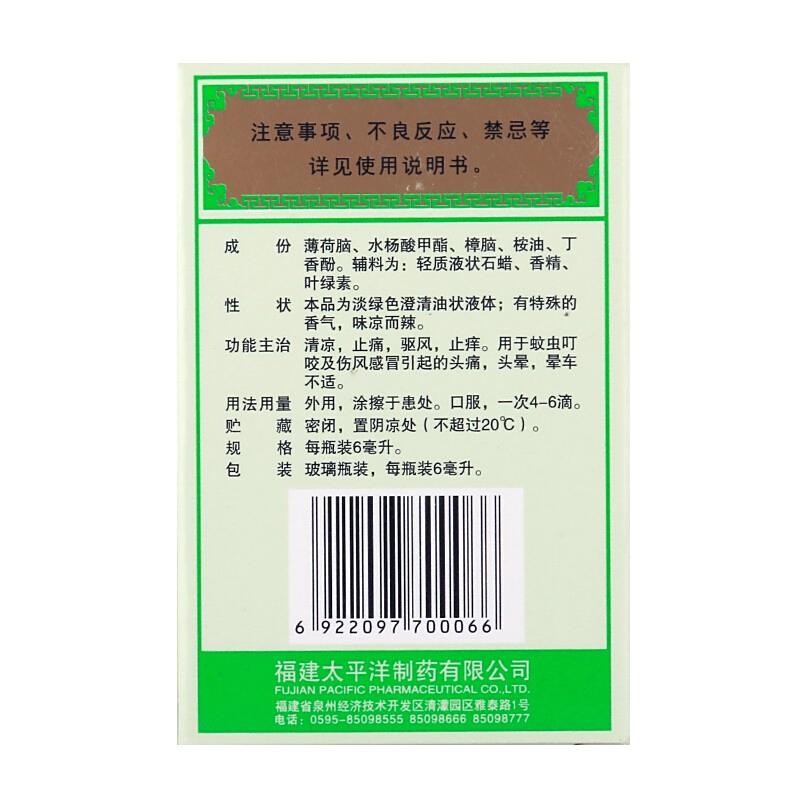 注意事项、不良反应、禁忌等
详见使用说明书。
成份 薄荷脑、水杨酸甲酯、樟脑、桉油、丁
香酚。辅料为：轻质液状石蜡、香精、
叶绿素。
性状 本品为淡绿色澄清油状液体；有特殊的
香气，味凉而辣。
功能主治 清凉，止痛，驱风，止痒。用于蚊虫叮
咬及伤风感冒引起的头痛，头晕，晕车
不适。
用法用量 外用，涂擦于患处。口服，一次4-6滴。
贮藏 密闭，置阴凉处（不超过20℃）。
规格 每瓶装6毫升。
包装 玻璃瓶装，每瓶装6毫升。
6 922097 700066
福建太平洋制药有限公司
FUJIAN PACIFIC PHARMACEUTICAL CO.,LTD.
福建省泉州经济技术开发区清濛园区雅泰路1号
电话：0595-85098555 85098666 85098777